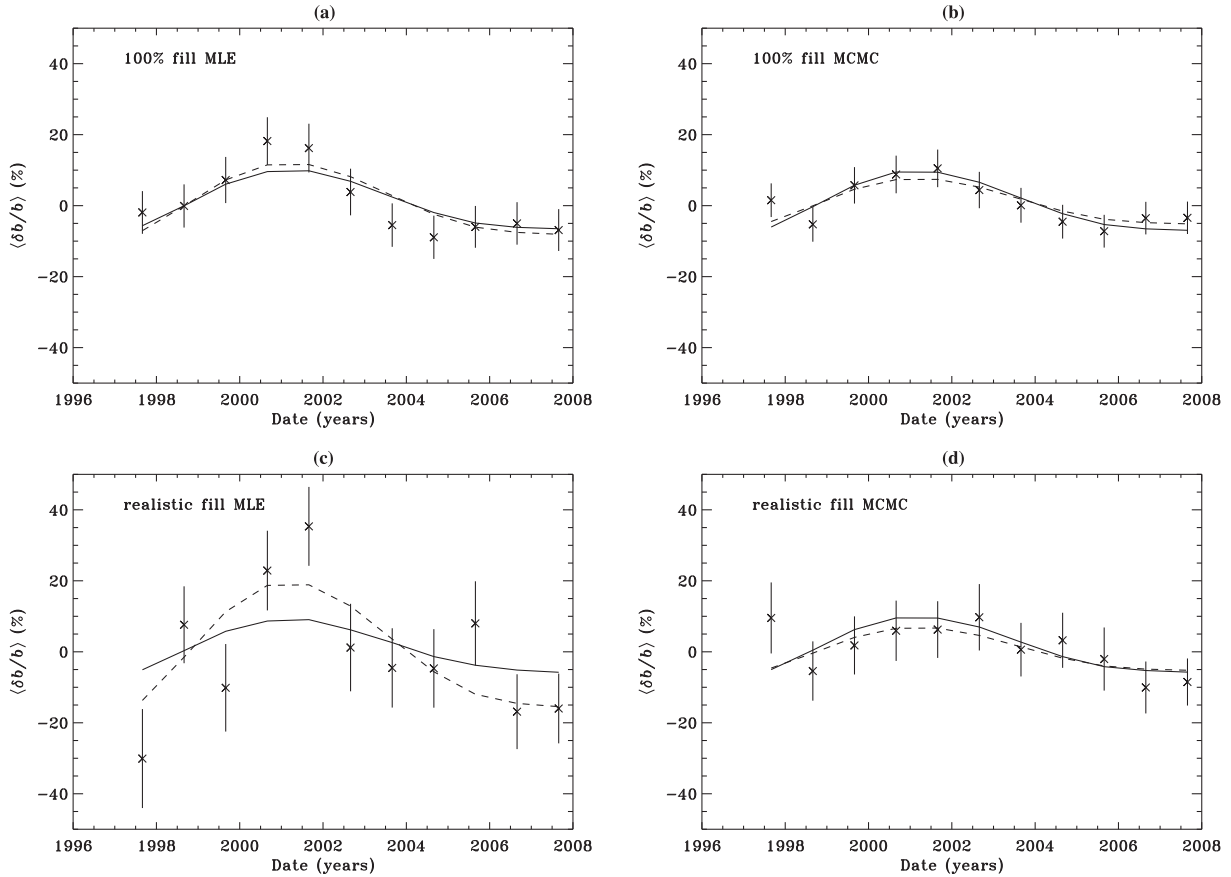 (a)
100% fill MLE
⟨δb/b⟩ (%)
40
20
0
−20
−40
1996 1998 2000 2002 2004 2006 2008
Date (years)
(b)
100% fill MCMC
⟨δb/b⟩ (%)
40
20
0
−20
−40
1996 1998 2000 2002 2004 2006 2008
Date (years)
(c)
realistic fill MLE
⟨δb/b⟩ (%)
40
20
0
−20
−40
1996 1998 2000 2002 2004 2006 2008
Date (years)
(d)
realistic fill MCMC
⟨δb/b⟩ (%)
40
20
0
−20
−40
1996 1998 2000 2002 2004 2006 2008
Date (years)